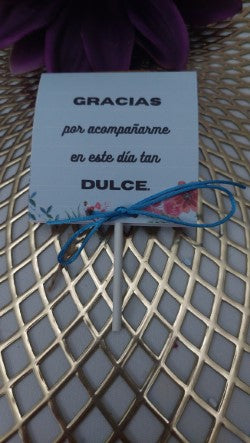 GRACIAS
por acompañarme
en este día tan
DULCE.